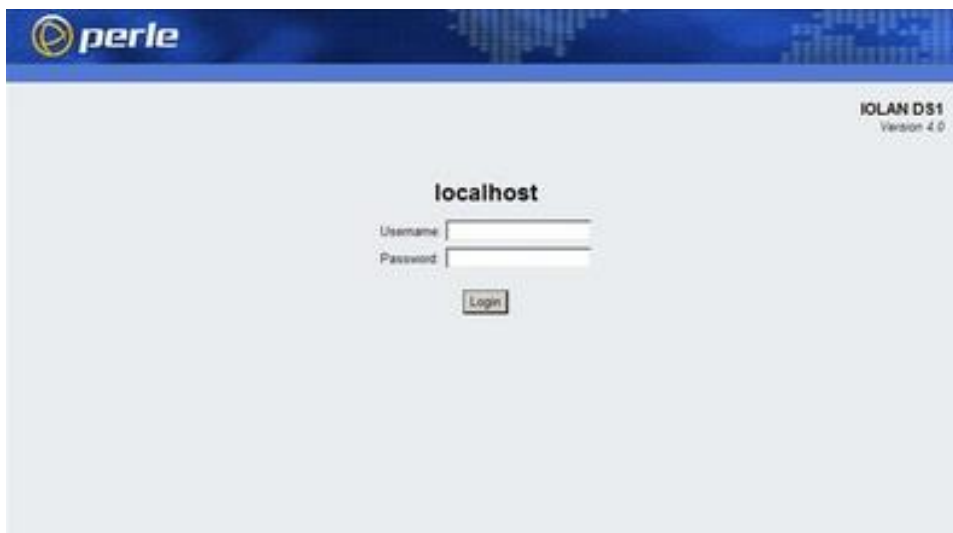 perle
IOLAN DS1
Version 4.0
localhost
Username:
Password:
Login